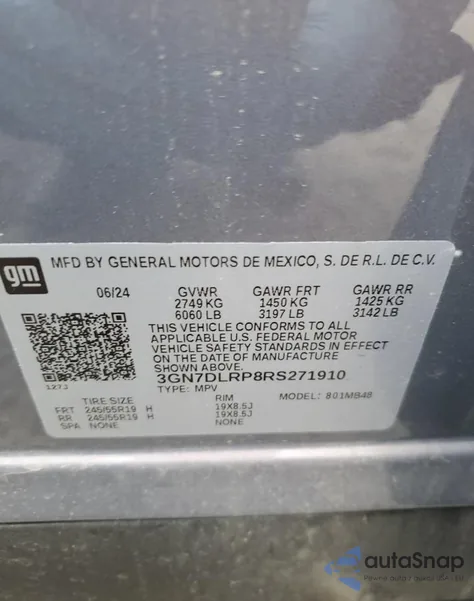 gm MFD BY GENERAL MOTORS DE MEXICO, S. DE R.L. DE C.V.
06/24 GVWR GAWR FRT GAWR RR
2749 KG 1450 KG 1425 KG
6060 LB 3197 LB 3142 LB
THIS VEHICLE CONFORMS TO ALL
APPLICABLE U.S. FEDERAL MOTOR
VEHICLE SAFETY STANDARDS IN EFFECT
ON THE DATE OF MANUFACTURE
SHOWN ABOVE.
3GN7DLRP8RS271910
127J TYPE: MPV MODEL: 801MB48
TIRE SIZE RIM
FRT 245/55R19 H 19X8.5J
RR 245/55R19 H 19X8.5J
SPA NONE NONE
autaSnap